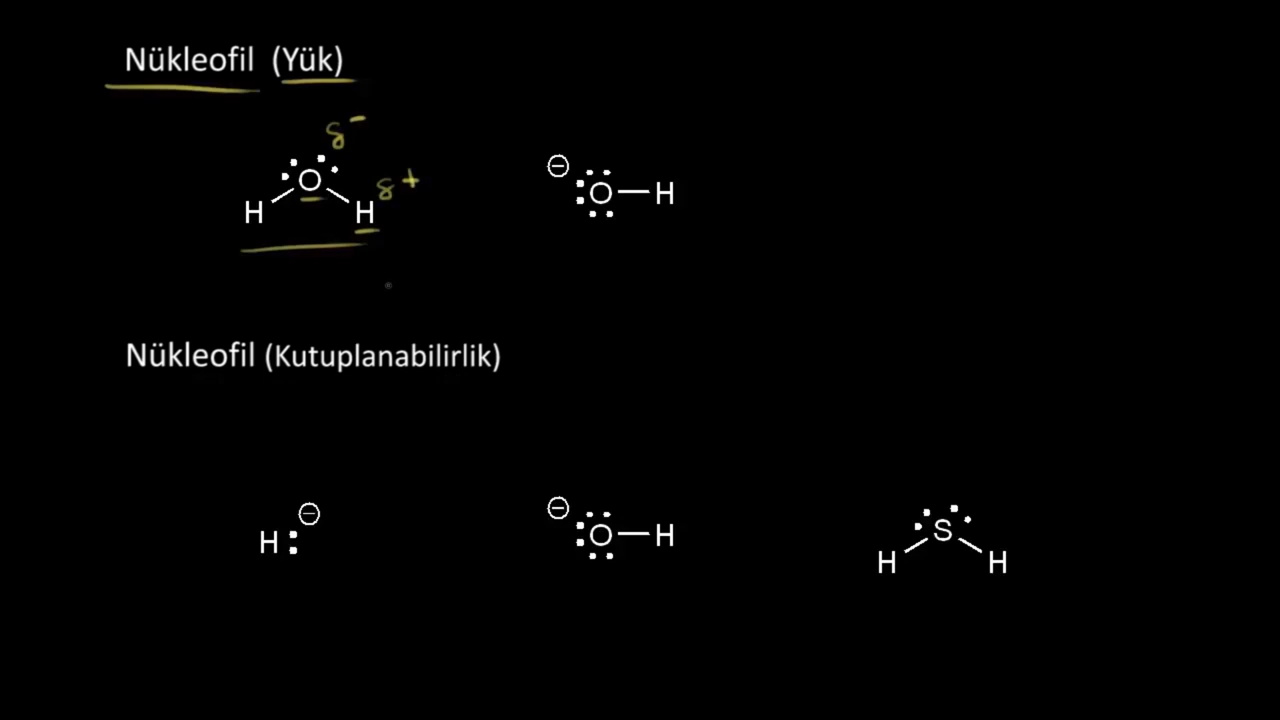 Nükleofil (Yük)
δ⁻
⊖
O
O—H
δ+
H H
Nükleofil (Kutuplanabilirlik)
⊖ ⊖
H: O—H S
H H